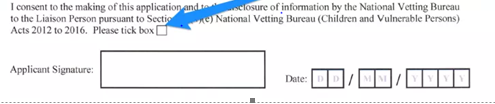 I consent to the making of this application and to disclosure of information by the National Vetting Bureau
to the Liaison Person pursuant to (e) National Vetting Bureau (Children and Vulnerable Persons)
Acts 2012 to 2016. Please tick box
Applicant Signature:
Date: D D / M M / Y Y Y Y